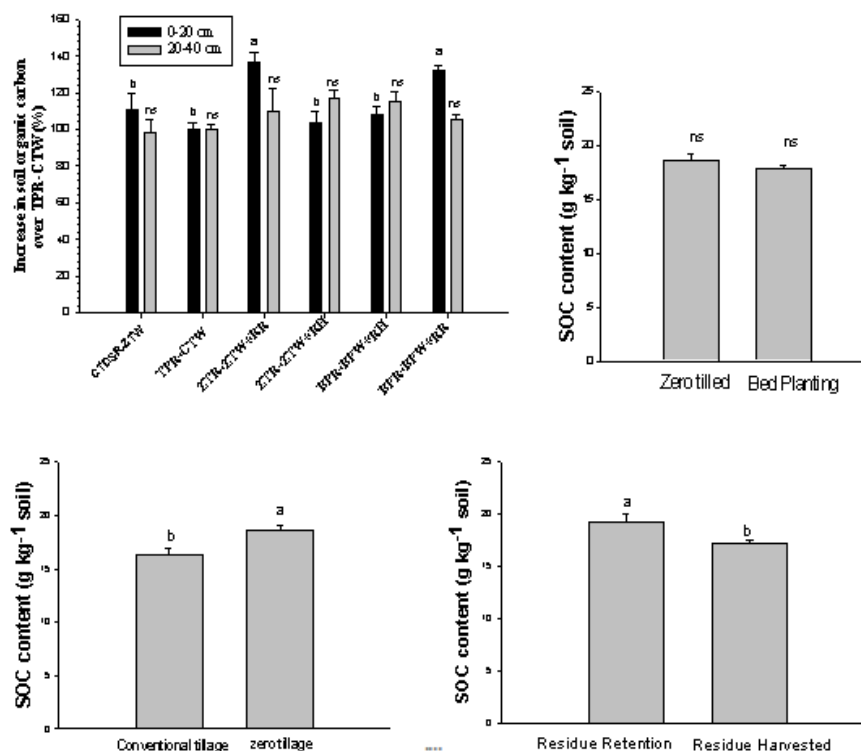 160
140
120
100
80
60
40
20
0
Increase in soil organic carbon
over TPR-CTW (%)
0-20 cm
20-40 cm
b
ns
b
ns
a
ns
b
ns
b
ns
a
ns
CTDSR-ZTW
TPR-CTW
ZTR-ZTW+RR
ZTR-ZTW+RH
BPR-BPW+RH
BPR-BPW+RR
25
20
15
10
5
0
SOC content (g kg-1 soil)
ns
ns
Zero tilled
Bed Planting
25
20
15
10
5
0
SOC content (g kg-1 soil)
b
a
Conventional tillage
zero tillage
25
20
15
10
5
0
SOC content (g kg-1 soil)
a
b
Residue Retention
Residue Harvested